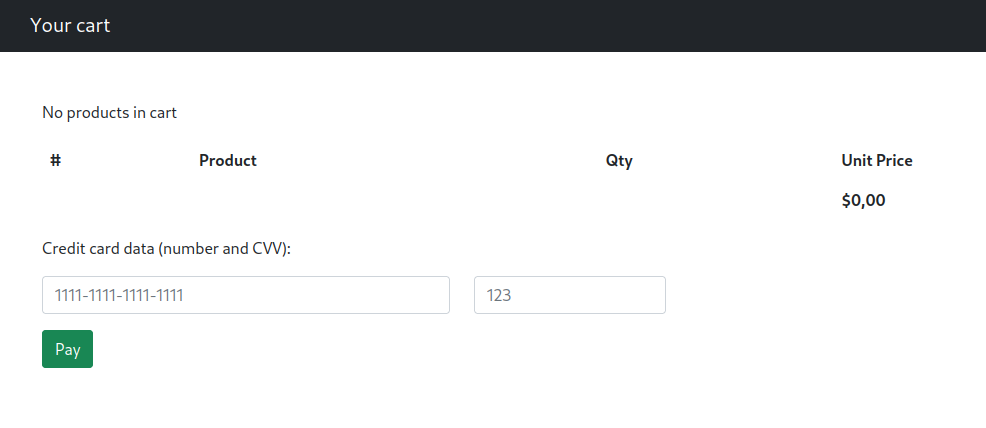 Your cart
No products in cart
# Product Qty Unit Price
$0,00
Credit card data (number and CVV):
1111-1111-1111-1111 123
Pay